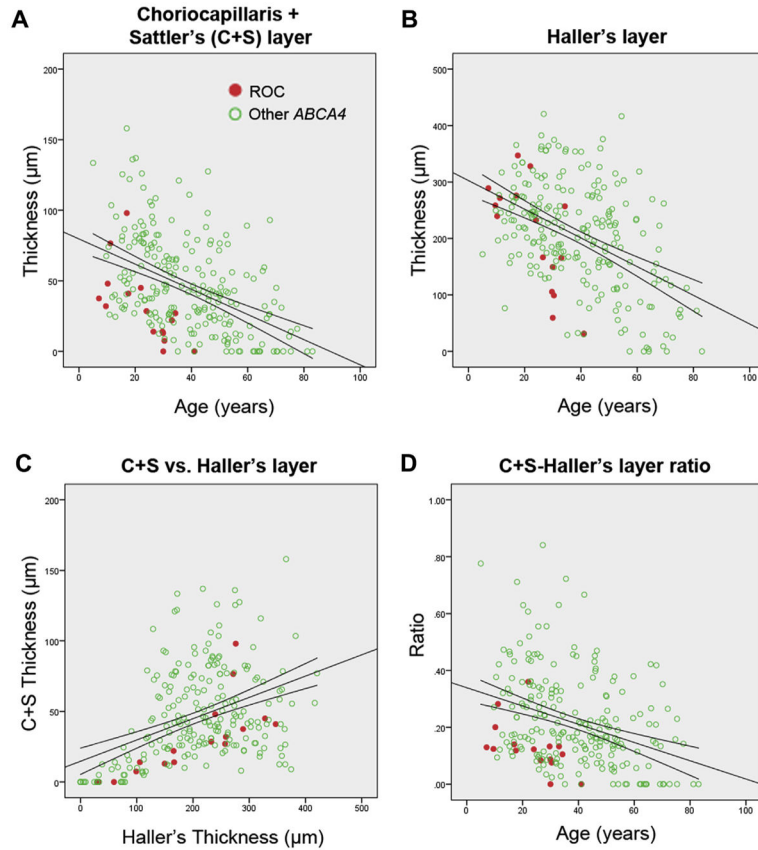 A
Choriocapillaris +
Sattler's (C+S) layer
200
150
100
50
0
Thickness (µm)
ROC
Other ABCA4
0 20 40 60 80 100
Age (years)
B
Haller's layer
500
400
300
200
100
0
Thickness (µm)
0 20 40 60 80 100
Age (years)
C
C+S vs. Haller's layer
200
150
100
50
0
C+S Thickness (µm)
0 100 200 300 400 500
Haller's Thickness (µm)
D
C+S-Haller's layer ratio
1.00
.80
.60
.40
.20
.00
Ratio
0 20 40 60 80 100
Age (years)